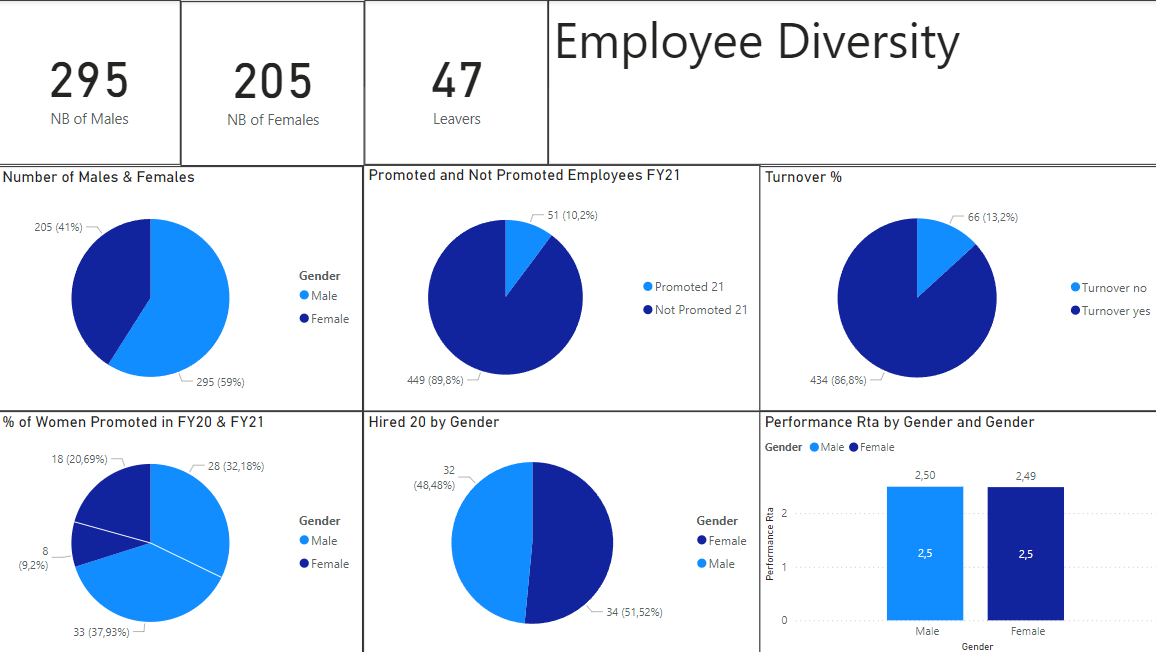 295
NB of Males
205
NB of Females
47
Leavers
Employee Diversity
Number of Males & Females
205 (41%)
295 (59%)
Gender
Male
Female
Promoted and Not Promoted Employees FY21
51 (10,2%)
449 (89,8%)
Promoted 21
Not Promoted 21
Turnover %
66 (13,2%)
434 (86,8%)
Turnover no
Turnover yes
% of Women Promoted in FY20 & FY21
18 (20,69%)
28 (32,18%)
8
(9,2%)
33 (37,93%)
Gender
Male
Female
Hired 20 by Gender
32
(48,48%)
34 (51,52%)
Gender
Female
Male
Performance Rta by Gender and Gender
Gender Male Female
Performance Rta
2
1
0
2,50
2,49
2,5
2,5
Male
Female
Gender